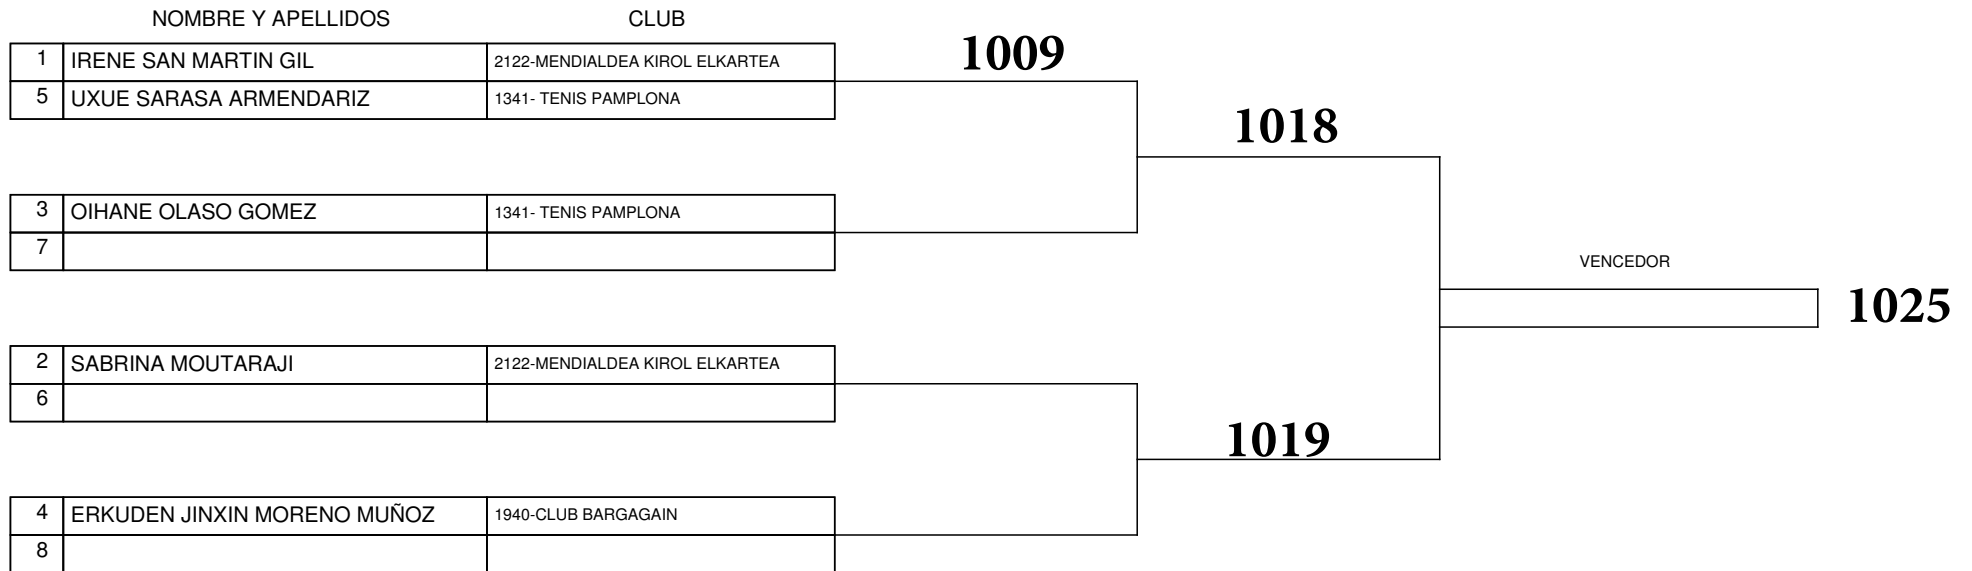 NOMBRE Y APELLIDOS CLUB
1 IRENE SAN MARTIN GIL 2122-MENDIALDEA KIROL ELKARTEA 1009
5 UXUE SARASA ARMENDARIZ 1341- TENIS PAMPLONA
1018
3 OIHANE OLASO GOMEZ 1341- TENIS PAMPLONA
7
VENCEDOR
1025
2 SABRINA MOUTARAJI 2122-MENDIALDEA KIROL ELKARTEA
6
1019
4 ERKUDEN JINXIN MORENO MUÑOZ 1940-CLUB BARGAGAIN
8